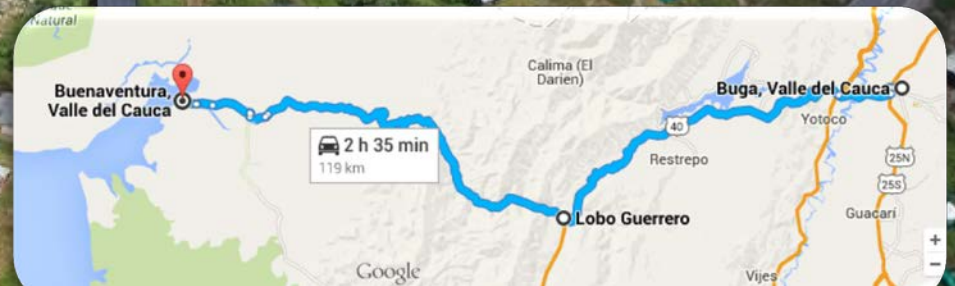 Natural
Calima (El
Darien)
Buenaventura,
Valle del Cauca
Buga, Valle del Cauca
Yotoco
2 h 35 min
119 km
40
Restrepo
25N
25S
Lobo Guerrero
Guacarí
Google
Vijes
+
−